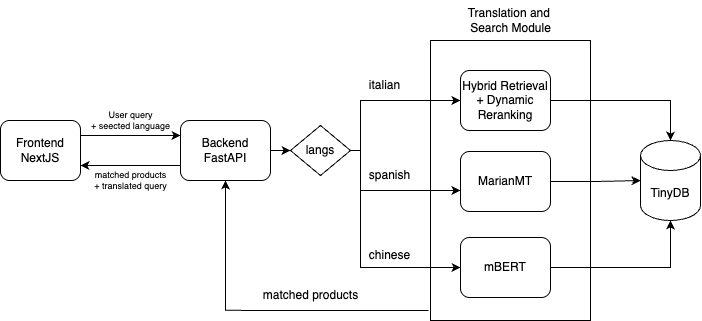 Translation and
Search Module
italian
Hybrid Retrieval
+ Dynamic
Reranking
User query
+ seected language
Frontend
NextJS
Backend
FastAPI
langs
matched products
+ translated query
spanish
MarianMT
TinyDB
chinese
mBERT
matched products